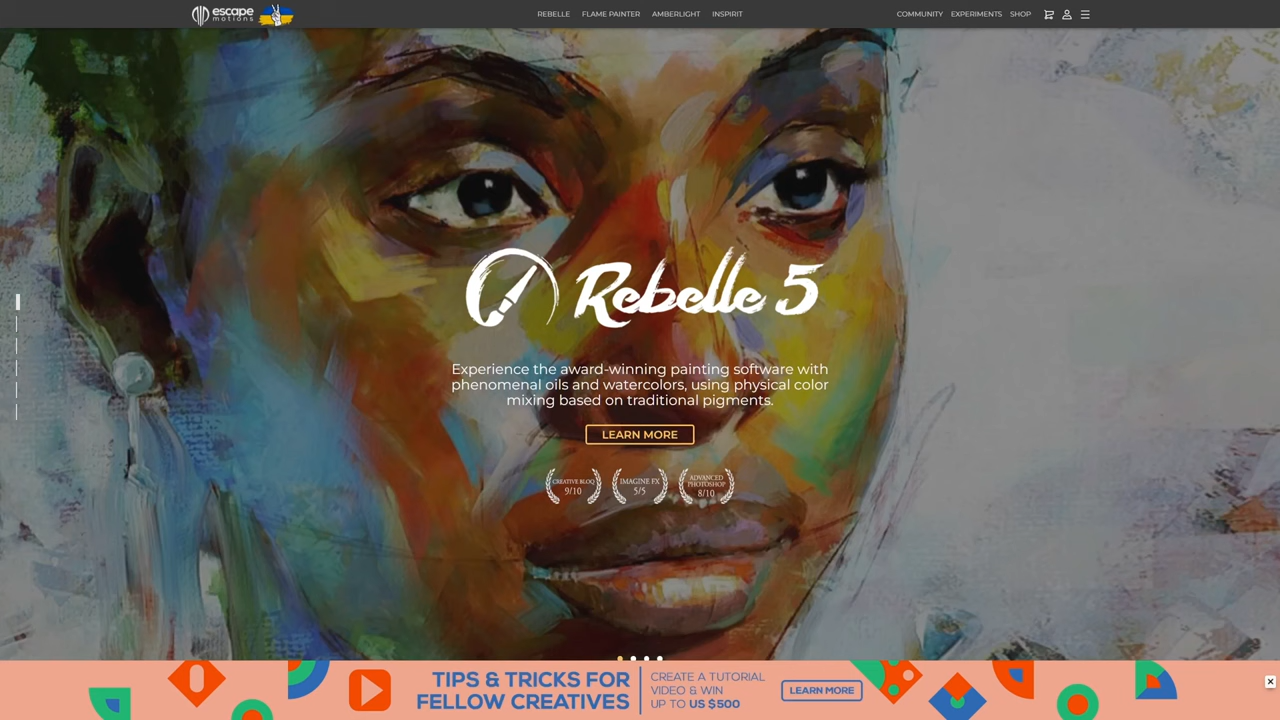 escape
motions
REBELLE FLAME PAINTER AMBERLIGHT INSPIRIT
COMMUNITY EXPERIMENTS SHOP
Rebelle 5
Experience the award-winning painting software with
phenomenal oils and watercolors, using physical color
mixing based on traditional pigments.
LEARN MORE
CREATIVE BLOQ
9/10
IMAGINE FX
5/5
ADVANCED
PHOTOSHOP
8/10
TIPS & TRICKS FOR
FELLOW CREATIVES
CREATE A TUTORIAL
VIDEO & WIN
UP TO US $500
LEARN MORE